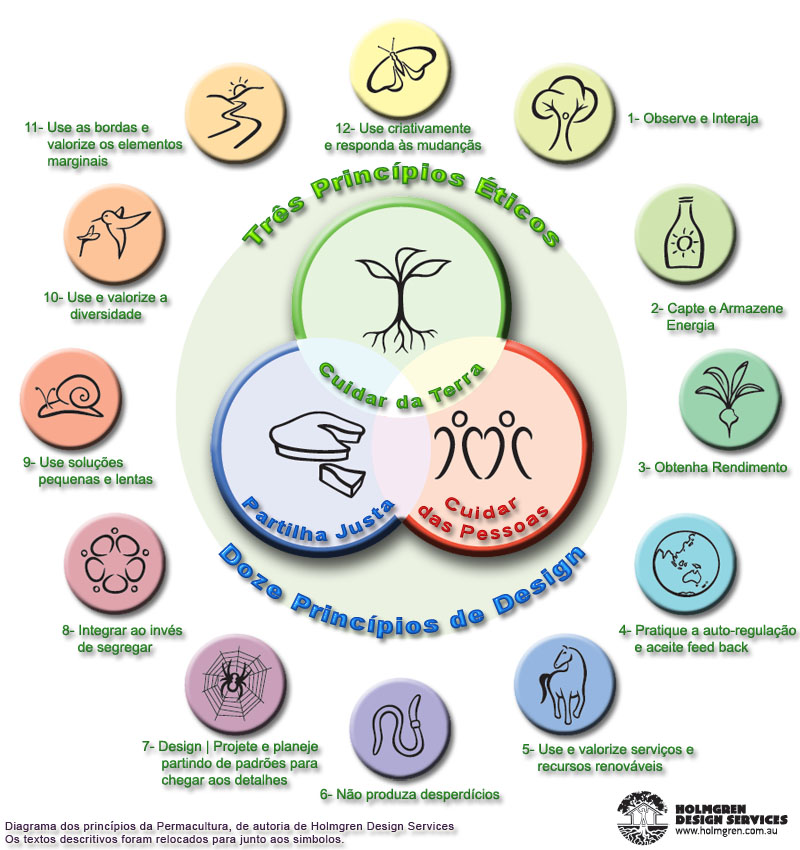 Três Princípios Éticos
Cuidar da Terra
Partilha Justa
Cuidar
das Pessoas
Doze Princípios de Design
1- Observe e Interaja
2- Capte e Armazene
Energia
3- Obtenha Rendimento
4- Pratique a auto-regulação
e aceite feed back
5- Use e valorize serviços e
recursos renováveis
6- Não produza desperdícios
7- Design | Projete e planeje
partindo de padrões para
chegar aos detalhes
8- Integrar ao invés
de segregar
9- Use soluções
pequenas e lentas
10- Use e valorize a
diversidade
11- Use as bordas e
valorize os elementos
marginais
12- Use criativamente
e responda às mudançãs
Diagrama dos princípios da Permacultura, de autoria de Holmgren Design Services
Os textos descritivos foram relocados para junto aos simbolos.
HOLMGREN
DESIGN SERVICES
www.holmgren.com.au